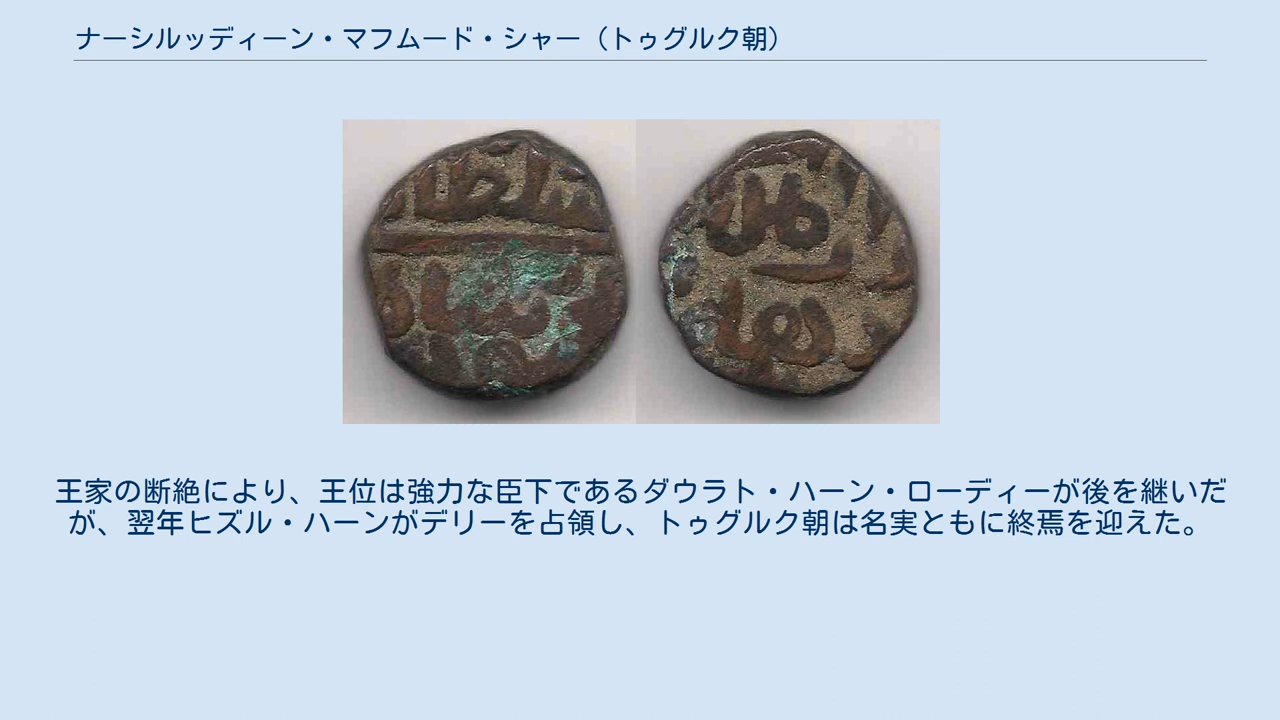 ナーシルッディーン・マフムード・シャー（トゥグルク朝）
王家の断絶により、王位は強力な臣下であるダウラト・ハーン・ローディーが後を継いだ
が、翌年ヒズル・ハーンがデリーを占領し、トゥグルク朝は名実ともに終焉を迎えた。